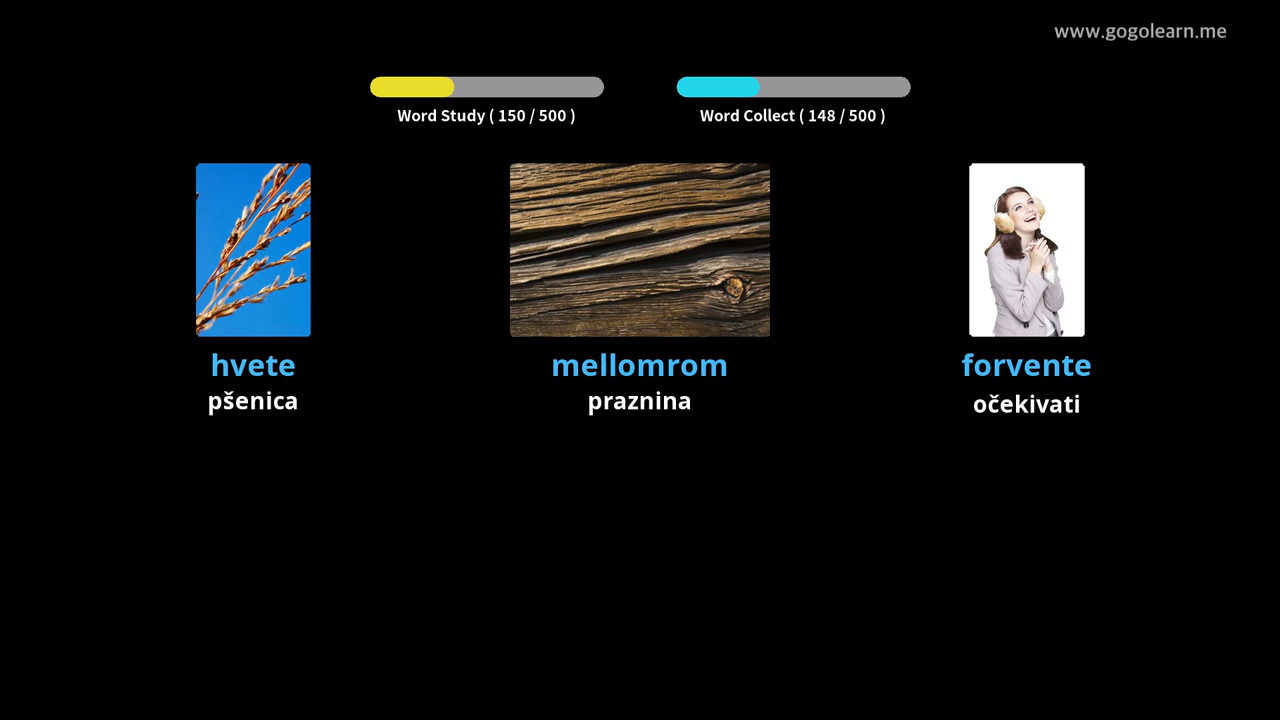 www.gogolearn.me
Word Study ( 150 / 500 )
Word Collect ( 148 / 500 )
hvete
mellomrom
forvente
pšenica
praznina
očekivati